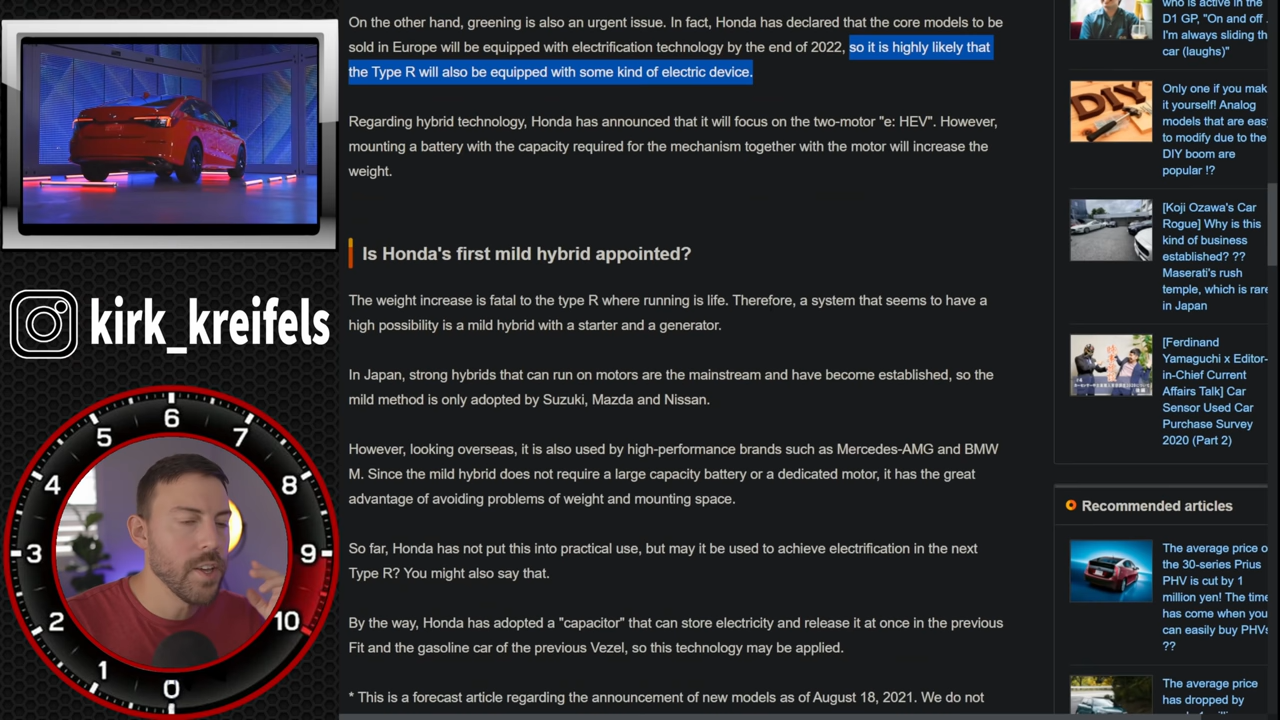 On the other hand, greening is also an urgent issue. In fact, Honda has declared that the core models to be
sold in Europe will be equipped with electrification technology by the end of 2022, so it is highly likely that
the Type R will also be equipped with some kind of electric device.
Regarding hybrid technology, Honda has announced that it will focus on the two-motor "e: HEV". However,
mounting a battery with the capacity required for the mechanism together with the motor will increase the
weight.
Is Honda's first mild hybrid appointed?
The weight increase is fatal to the type R where running is life. Therefore, a system that seems to have a
high possibility is a mild hybrid with a starter and a generator.
In Japan, strong hybrids that can run on motors are the mainstream and have become established, so the
mild method is only adopted by Suzuki, Mazda and Nissan.
However, looking overseas, it is also used by high-performance brands such as Mercedes-AMG and BMW
M. Since the mild hybrid does not require a large capacity battery or a dedicated motor, it has the great
advantage of avoiding problems of weight and mounting space.
So far, Honda has not put this into practical use, but may it be used to achieve electrification in the next
Type R? You might also say that.
By the way, Honda has adopted a "capacitor" that can store electricity and release it at once in the previous
Fit and the gasoline car of the previous Vezel, so this technology may be applied.
* This is a forecast article regarding the announcement of new models as of August 18, 2021. We do not
kirk_kreifels
0
1
2
3
4
5
6
7
8
9
10
who is active in the
D1 GP, "On and off
I'm always sliding th
car (laughs)"
Only one if you mak
it yourself! Analog
models that are easy
to modify due to the
DIY boom are
popular !?
DIY
[Koji Ozawa's Car
Rogue] Why is this
kind of business
established? ??
Maserati's rush
temple, which is rare
in Japan
[Ferdinand
Yamaguchi x Editor-
in-Chief Current
Affairs Talk] Car
Sensor Used Car
Purchase Survey
2020 (Part 2)
Recommended articles
The average price o
the 30-series Prius
PHV is cut by 1
million yen! The time
has come when you
can easily buy PHVs
??
The average price
has dropped by